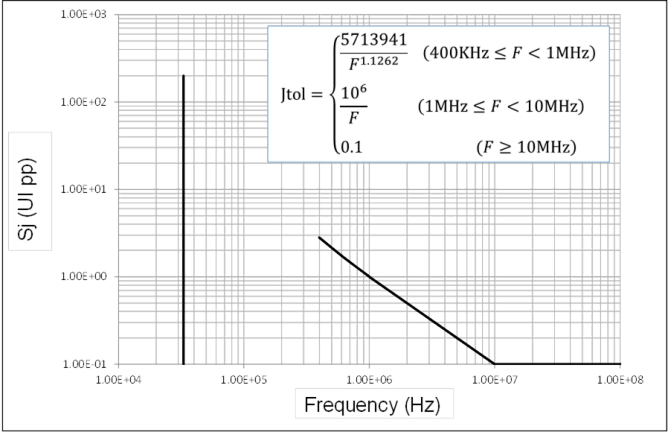 1.00E+03
5713941
F^1.1262 (400KHz ≤ F < 1MHz)
1.00E+02
Jtol = { 10^6
F (1MHz ≤ F < 10MHz)
0.1 (F ≥ 10MHz)
Sj (UI pp)
1.00E+01
1.00E+00
1.00E-01
1.00E+04 1.00E+05 1.00E+06 1.00E+07 1.00E+08
Frequency (Hz)